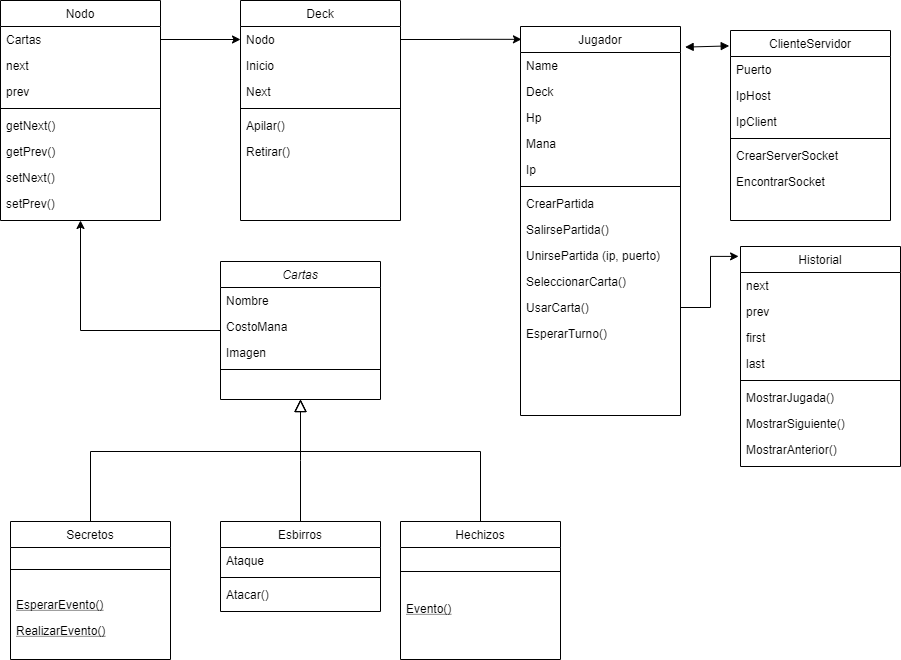 Nodo
Cartas
next
prev
getNext()
getPrev()
setNext()
setPrev()
Deck
Nodo
Inicio
Next
Apilar()
Retirar()
Jugador
Name
Deck
Hp
Mana
Ip
CrearPartida
SalirsePartida()
UnirsePartida (ip, puerto)
SeleccionarCarta()
UsarCarta()
EsperarTurno()
ClienteServidor
Puerto
IpHost
IpClient
CrearServerSocket
EncontrarSocket
Historial
next
prev
first
last
MostrarJugada()
MostrarSiguiente()
MostrarAnterior()
Cartas
Nombre
CostoMana
Imagen
Secretos
EsperarEvento()
RealizarEvento()
Esbirros
Ataque
Atacar()
Hechizos
Evento()